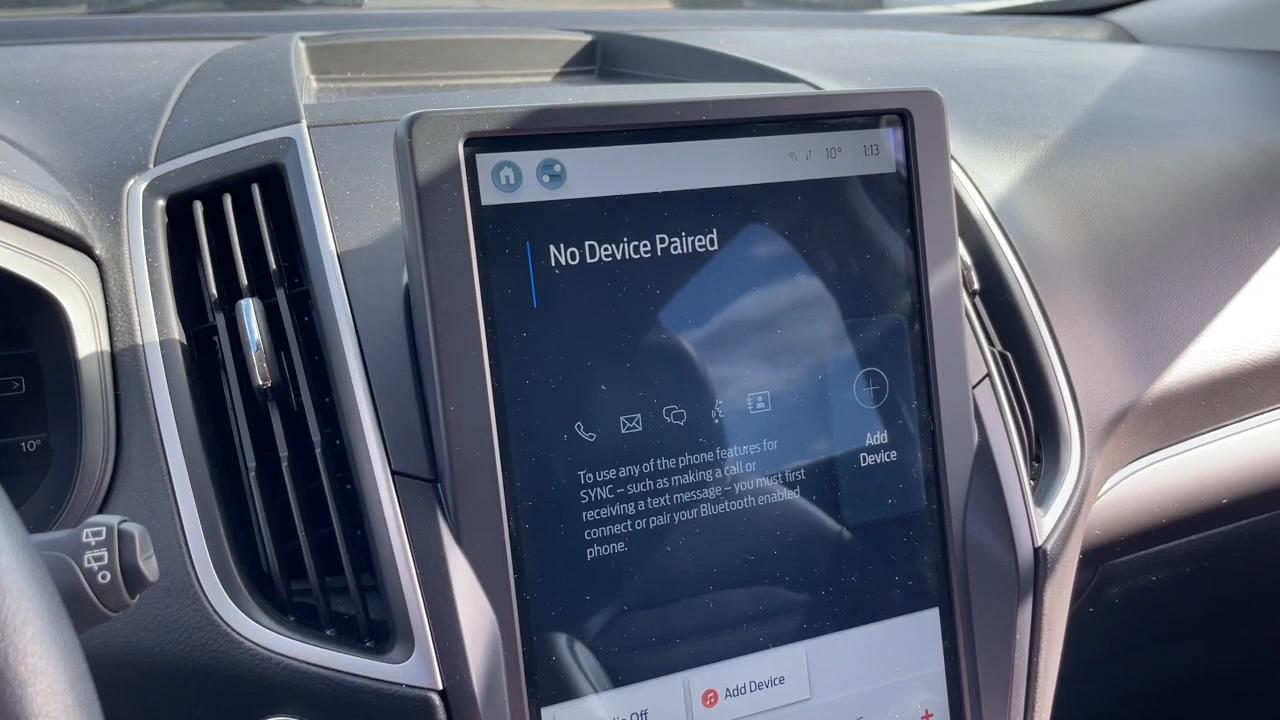 10° 1:13
No Device Paired
To use any of the phone features for
SYNC – such as making a call or
receiving a text message – you must first
connect or pair your Bluetooth enabled
phone.
Add
Device
10°
Off
Add Device